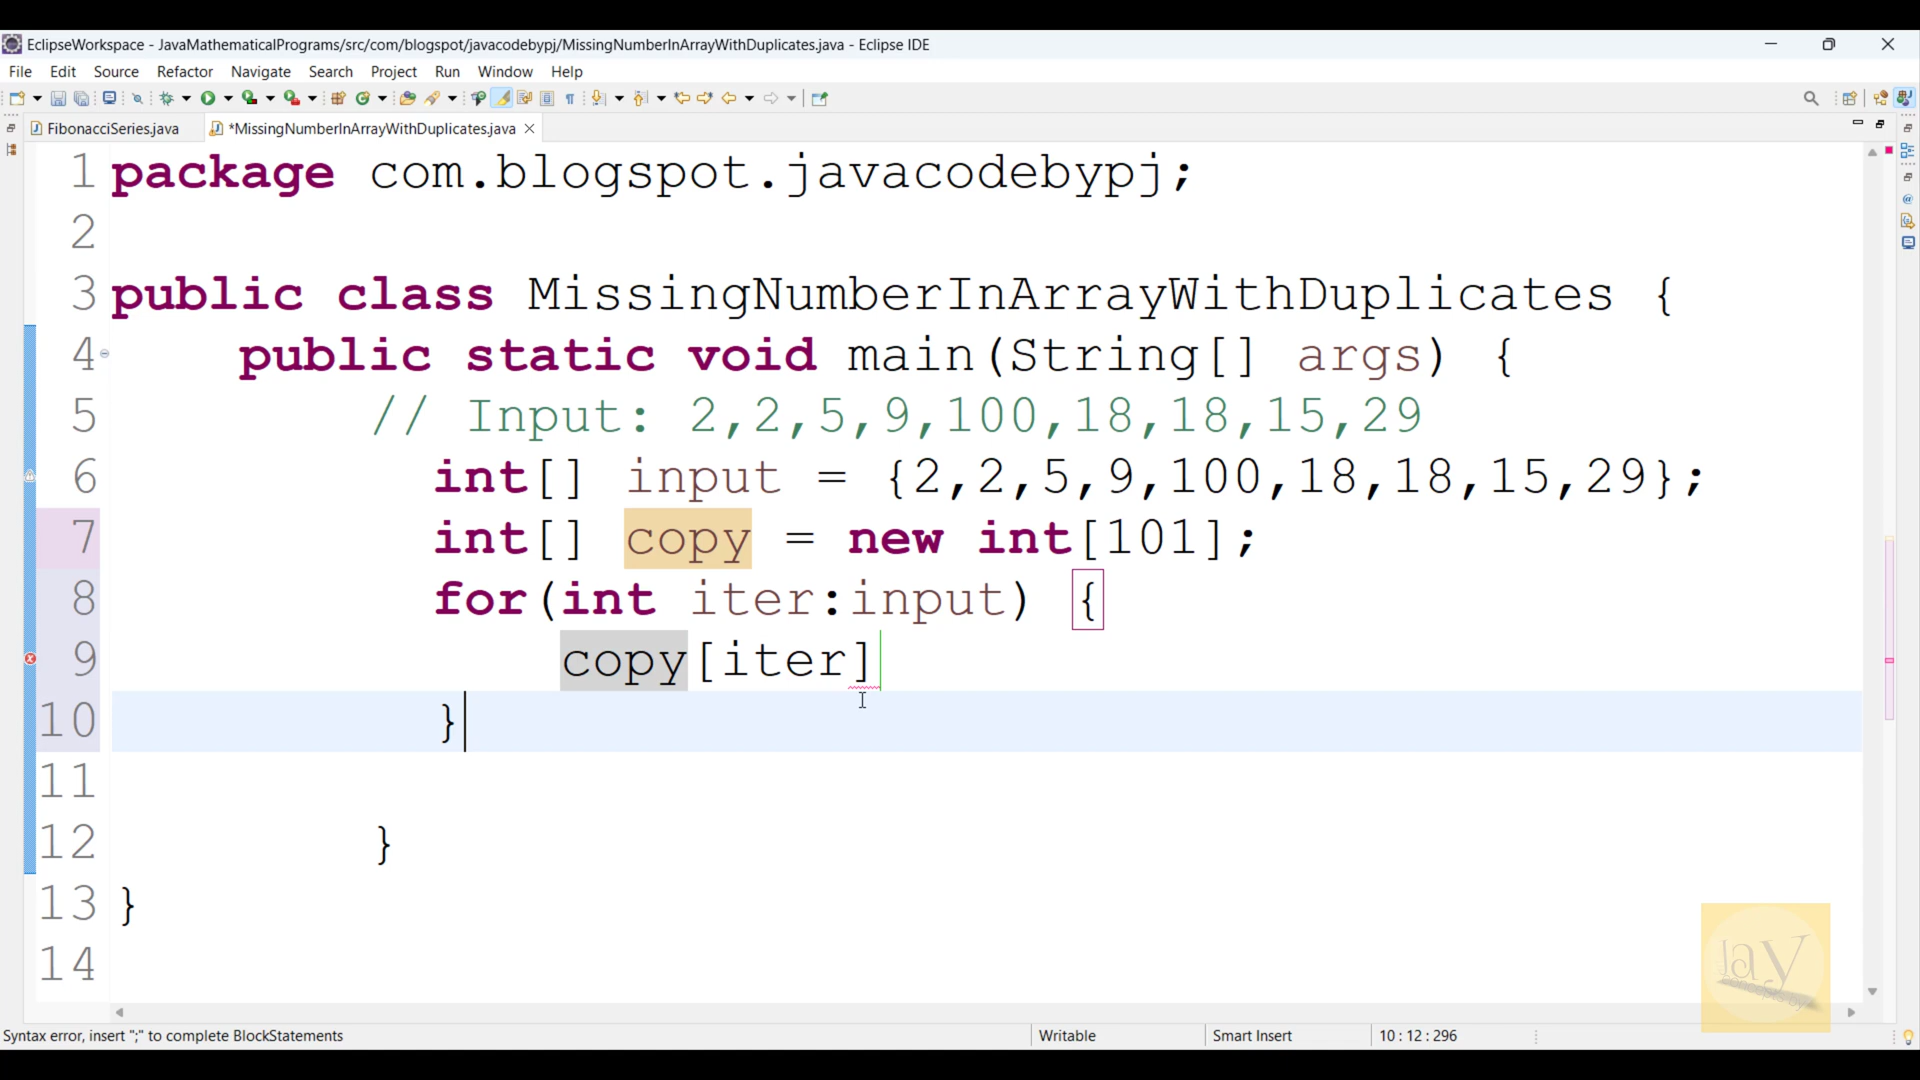 EclipseWorkspace - JavaMathematicalPrograms/src/com/blogspot/javacodebypj/MissingNumberInArrayWithDuplicates.java - Eclipse IDE
File Edit Source Refactor Navigate Search Project Run Window Help
FibonacciSeries.java *MissingNumberInArrayWithDuplicates.java
1 package com.blogspot.javacodebypj;
2
3 public class MissingNumberInArrayWithDuplicates {
4 public static void main(String[] args) {
5 // Input: 2,2,5,9,100,18,18,15,29
6 int[] input = {2,2,5,9,100,18,18,15,29};
7 int[] copy = new int[101];
8 for(int iter:input) {
9 copy[iter]
10 }
11
12 }
13 }
14
Jay
Syntax error, insert ";" to complete BlockStatements Writable Smart Insert 10 : 12 : 296